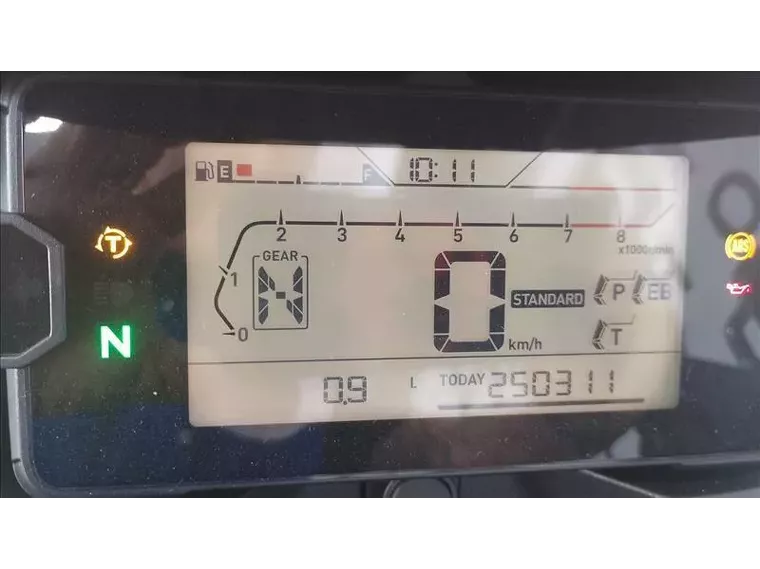 E F 10:11
2 3 4 5 6 7 8
x1000r/min
T ABS
GEAR
1 N 0 STANDARD P EB
N 0 km/h T
0.9 L TODAY 250311